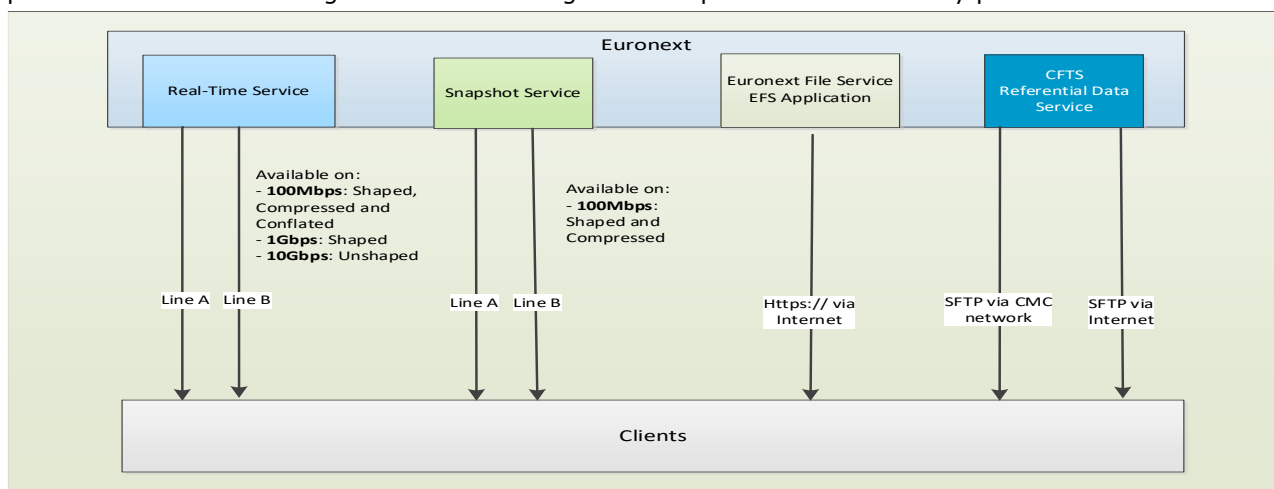 Euronext
Real-Time Service
Snapshot Service
Euronext File Service
EFS Application
CFTS
Referential Data
Service
Available on:
- 100Mbps: Shaped,
Compressed and
Conflated
- 1Gbps: Shaped
- 10Gbps: Unshaped
Available on:
- 100Mbps:
Shaped and
Compressed
Line A
Line B
Line A
Line B
Https:// via
Internet
SFTP via CMC
network
SFTP via
Internet
Clients